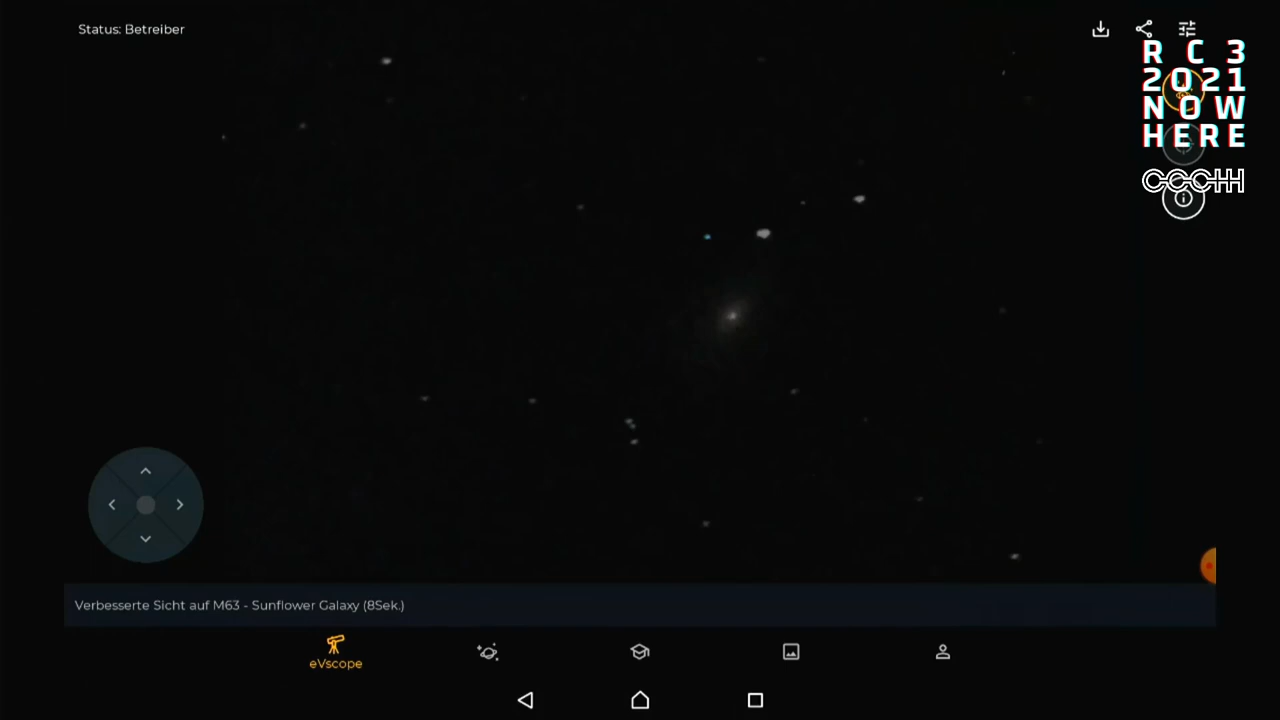 Status: Betreiber
R C 3
2021
NOW
HERE
CCCHH
Verbesserte Sicht auf M63 - Sunflower Galaxy (8Sek.)
eVscope